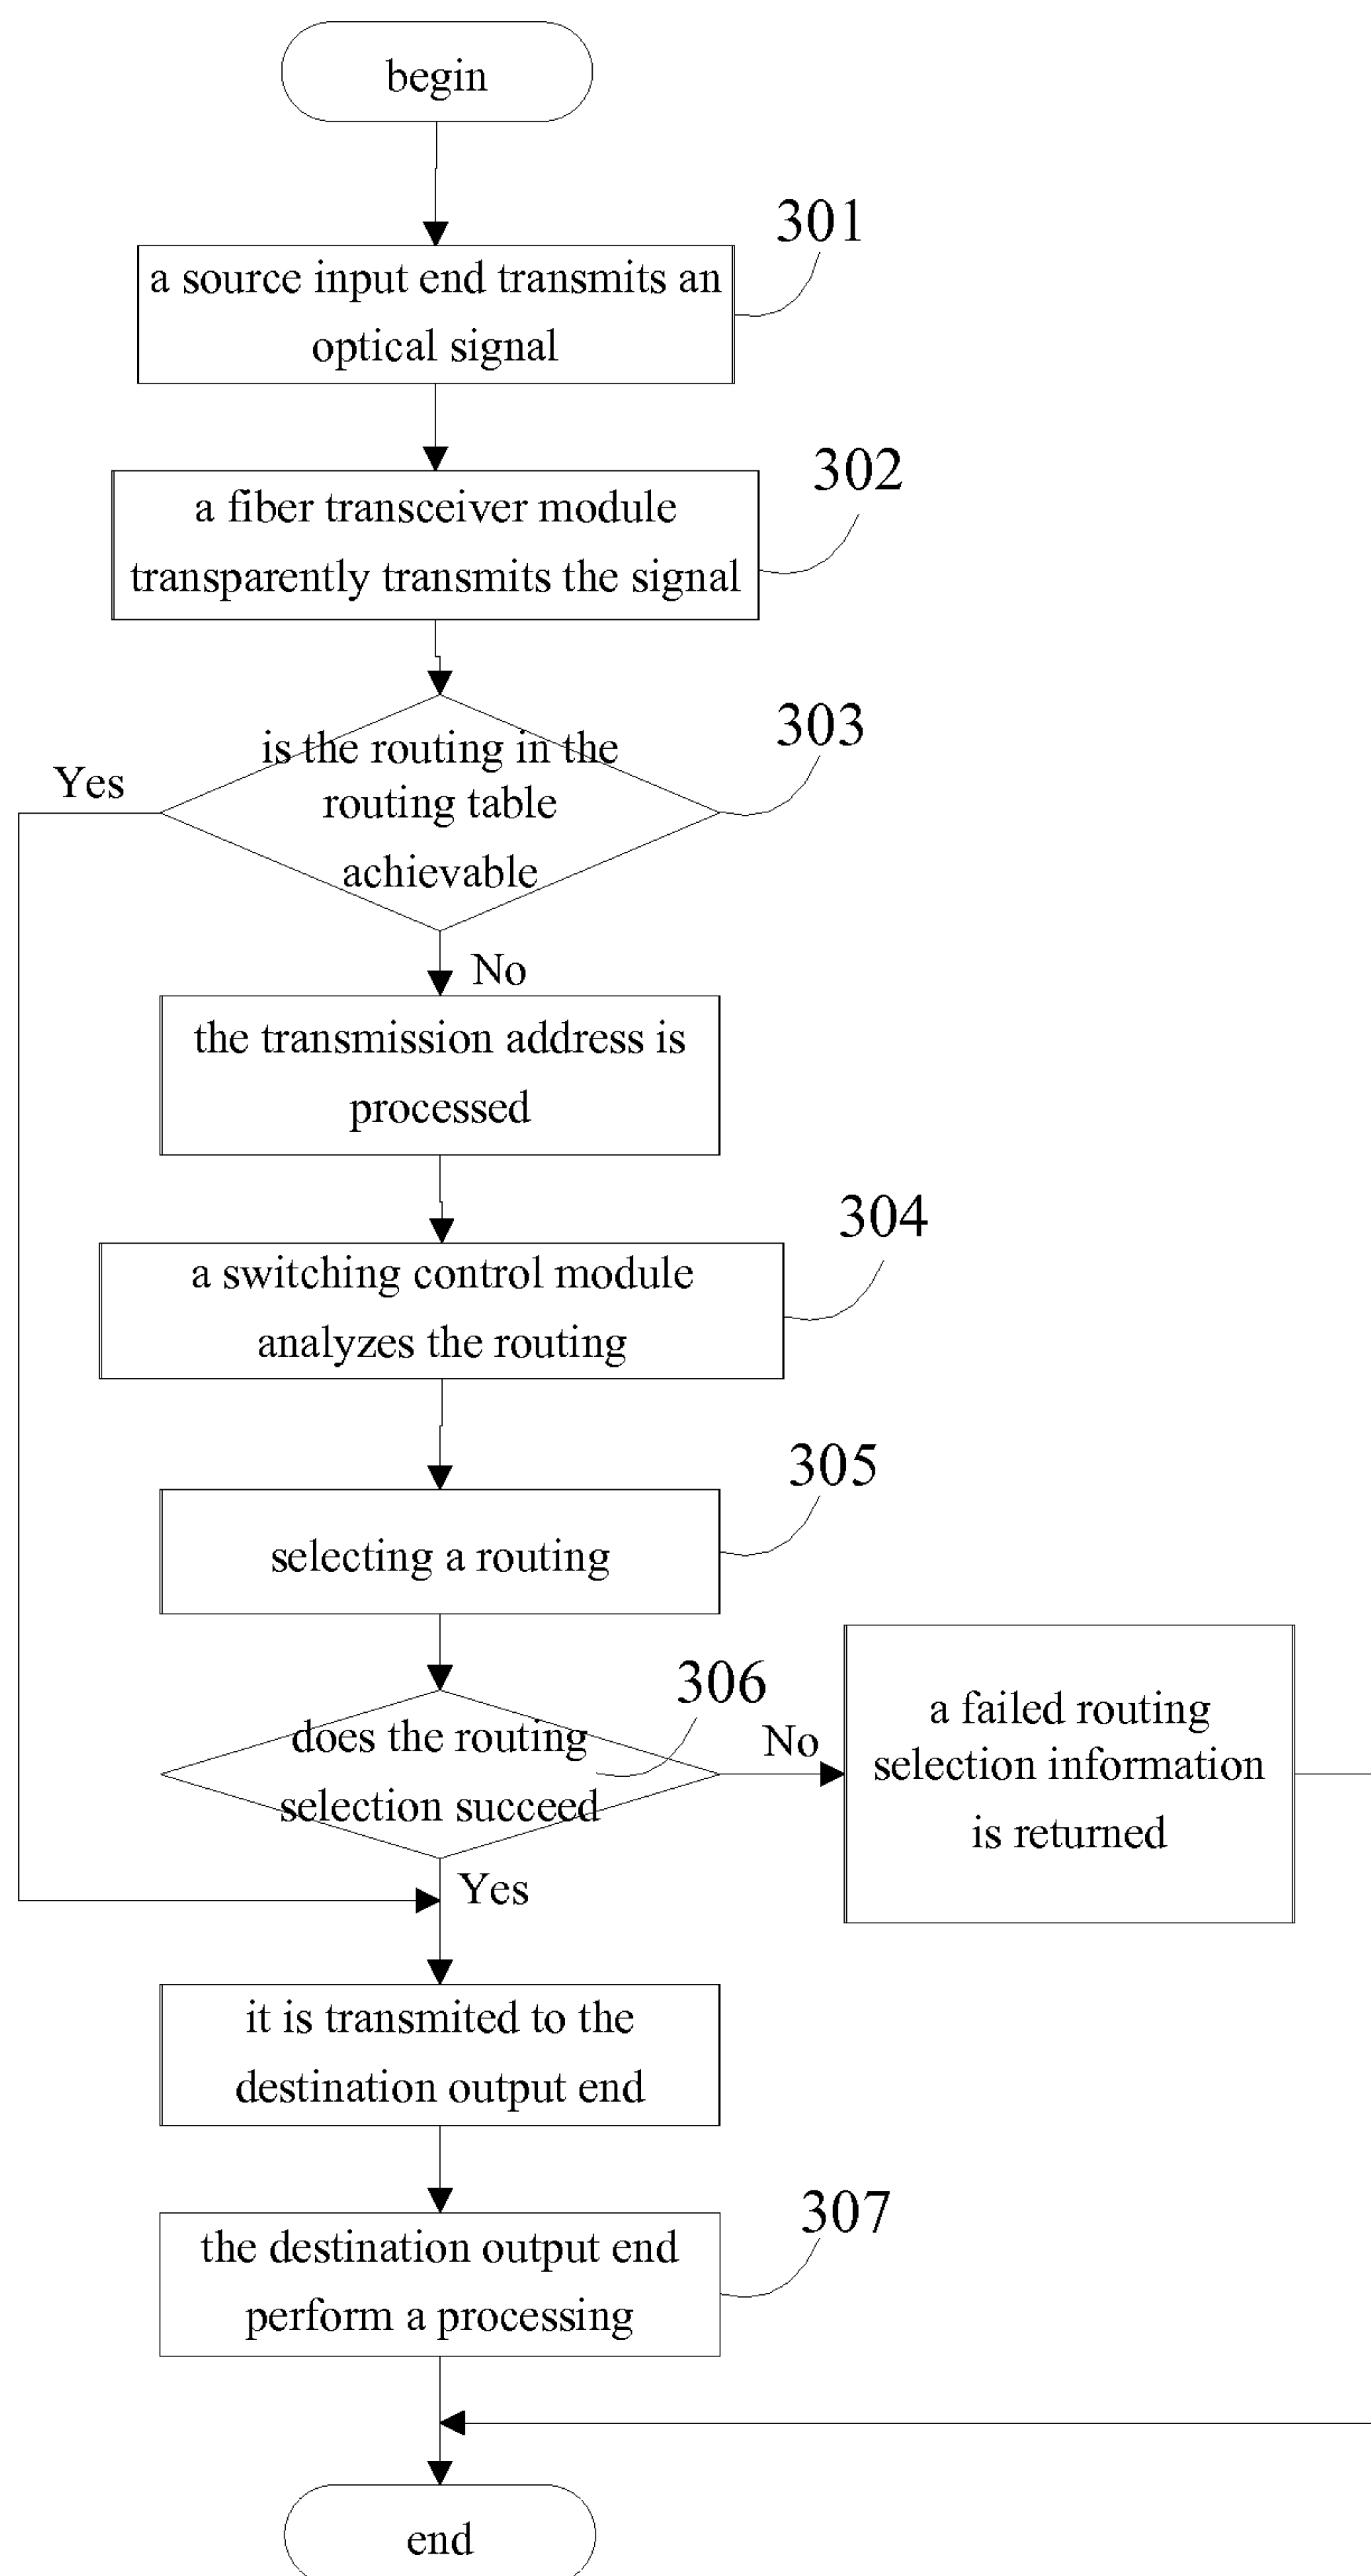 begin
301
a source input end transmits an
optical signal
302
a fiber transceiver module
transparently transmits the signal
303
is the routing in the
routing table
achievable
Yes
No
the transmission address is
processed
304
a switching control module
analyzes the routing
305
selecting a routing
306
does the routing
selection succeed
No
a failed routing
selection information
is returned
Yes
it is transmited to the
destination output end
307
the destination output end
perform a processing
end